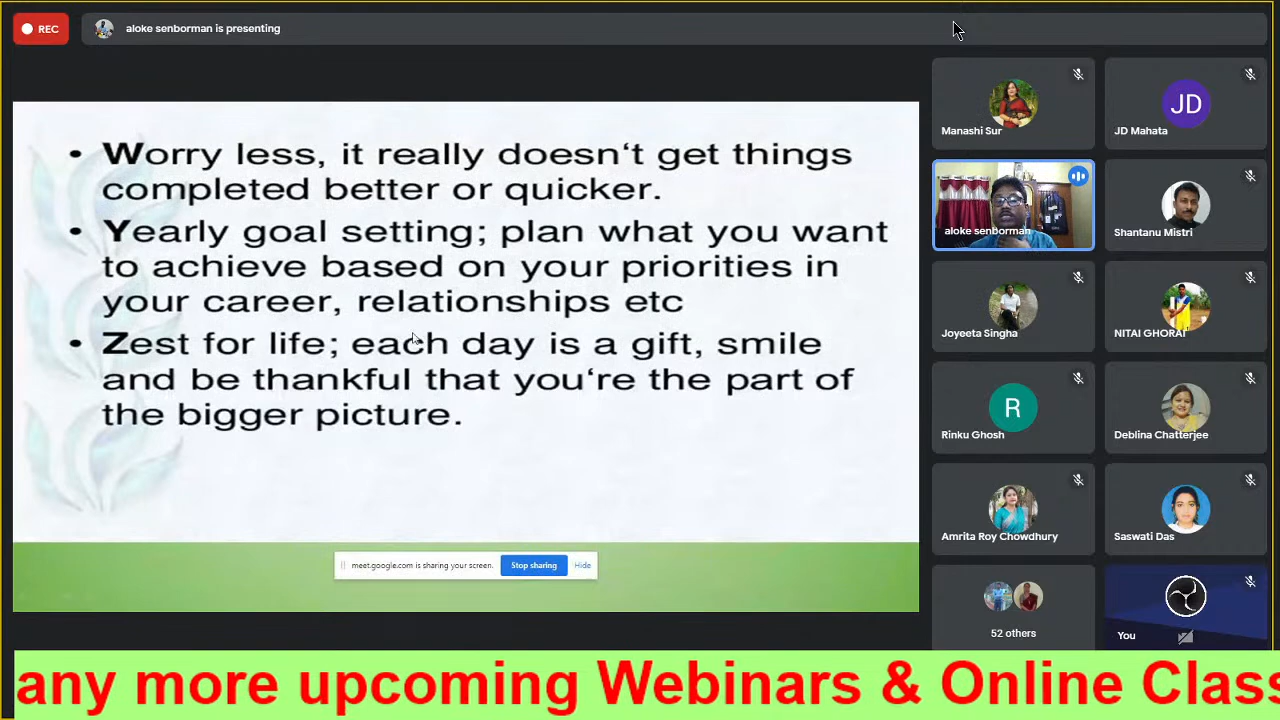 REC
aloke senborman is presenting
• Worry less, it really doesn‘t get things
completed better or quicker.
• Yearly goal setting; plan what you want
to achieve based on your priorities in
your career, relationships etc
• Zest for life; each day is a gift, smile
and be thankful that you‘re the part of
the bigger picture.
meet.google.com is sharing your screen. Stop sharing Hide
Manashi Sur
JD
JD Mahata
aloke senborman
Shantanu Mistri
Joyeeta Singha
NITAI GHORAI
R
Rinku Ghosh
Deblina Chatterjee
Amrita Roy Chowdhury
Saswati Das
52 others
You
any more upcoming Webinars & Online Clas